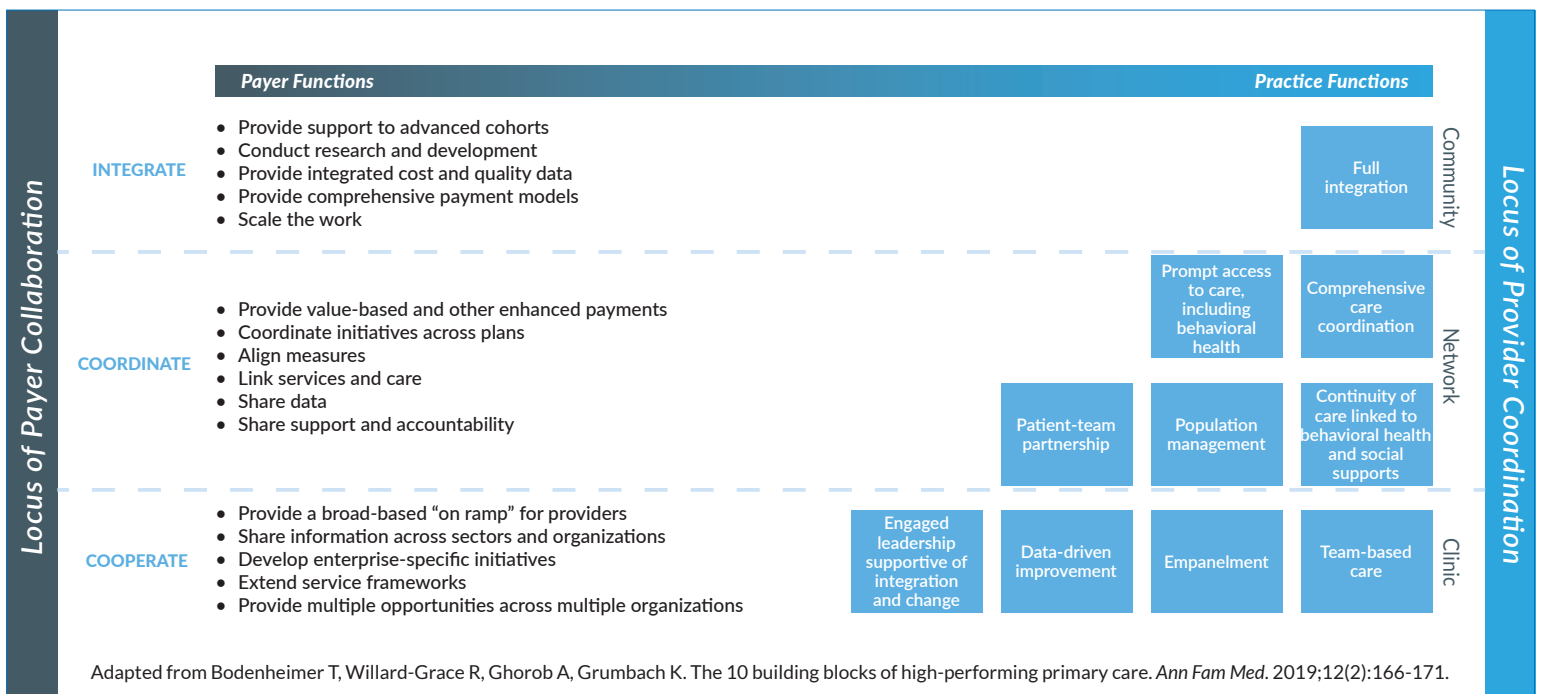 Locus of Payer Collaboration
Payer Functions
Practice Functions
INTEGRATE
• Provide support to advanced cohorts
• Conduct research and development
• Provide integrated cost and quality data
• Provide comprehensive payment models
• Scale the work
Full
integration
Community
COORDINATE
• Provide value-based and other enhanced payments
• Coordinate initiatives across plans
• Align measures
• Link services and care
• Share data
• Share support and accountability
Prompt access
to care,
including
behavioral
health
Comprehensive
care
coordination
Patient-team
partnership
Population
management
Continuity of
care linked to
behavioral health
and social
supports
Network
COOPERATE
• Provide a broad-based “on ramp” for providers
• Share information across sectors and organizations
• Develop enterprise-specific initiatives
• Extend service frameworks
• Provide multiple opportunities across multiple organizations
Engaged
leadership
supportive of
integration
and change
Data-driven
improvement
Empanelment
Team-based
care
Clinic
Locus of Provider Coordination
Adapted from Bodenheimer T, Willard-Grace R, Ghorob A, Grumbach K. The 10 building blocks of high-performing primary care. Ann Fam Med. 2019;12(2):166-171.